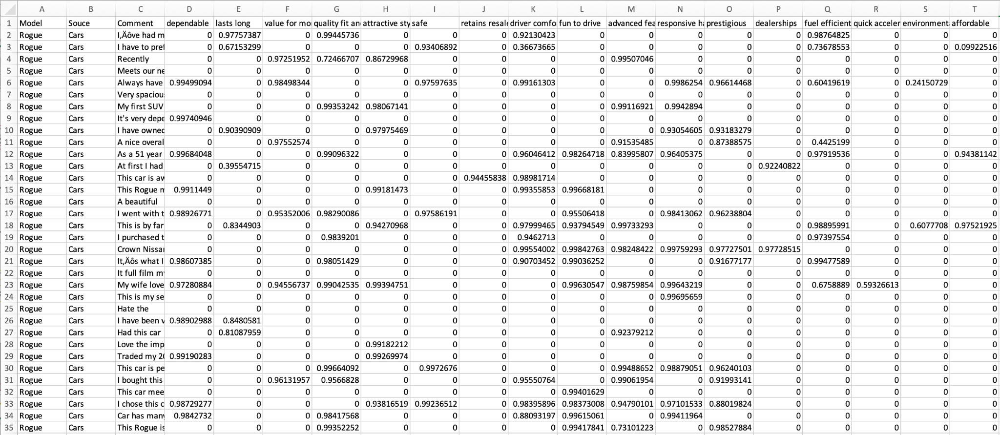 A B C D E F G H I J K L M N O P Q R S T
1 Model Souce Comment dependable lasts long value for mo quality fit an attractive sty safe retains resale driver comfo fun to drive advanced fea responsive ha prestigious dealerships fuel efficient quick acceler environment affordable
2 Rogue Cars I‚Äôve had m 0 0.97757387 0 0.99445736 0 0 0 0.92130423 0 0 0 0 0 0.98764825 0 0 0
3 Rogue Cars I have to pref 0 0.67153299 0 0 0 0.93406892 0 0.36673665 0 0 0 0 0 0.73678553 0 0 0.09922516
4 Rogue Cars Recently 0 0 0.97251952 0.72466707 0.86729968 0 0 0 0 0.99507046 0 0 0 0 0 0 0
5 Rogue Cars Meets our ne 0 0 0 0 0 0 0 0 0 0 0 0 0 0 0 0 0
6 Rogue Cars Always have 0.99499094 0 0.98498344 0 0 0.97597635 0 0.99161303 0 0 0.9986254 0.96614468 0 0.60419619 0 0.24150729 0
7 Rogue Cars Very spaciou 0 0 0 0 0 0 0 0 0 0 0 0 0 0 0 0 0
8 Rogue Cars My first SUV 0 0 0 0.99353242 0.98067141 0 0 0 0 0.99116921 0.9942894 0 0 0 0 0 0
9 Rogue Cars It's very depe 0.99740946 0 0 0 0 0 0 0 0 0 0 0 0 0 0 0 0
10 Rogue Cars I have owned 0 0.90390909 0 0 0.97975469 0 0 0 0 0 0.93054605 0.93183279 0 0 0 0 0
11 Rogue Cars A nice overal 0 0 0.97552574 0 0 0 0 0 0 0.91535485 0 0.87388575 0 0.4425199 0 0 0
12 Rogue Cars As a 51 year 0.99684048 0 0 0.99096322 0 0 0 0.96046412 0.98264718 0.83995807 0.96405375 0 0 0.97919536 0 0 0.94381142
13 Rogue Cars At first I had 0 0.39554715 0 0 0 0 0 0 0 0 0 0 0.92240822 0 0 0 0
14 Rogue Cars This car is aw 0 0 0 0 0 0 0.94455838 0.98981714 0 0 0 0 0 0 0 0 0
15 Rogue Cars This Rogue m 0.9911449 0 0 0 0.99181473 0 0 0.99355853 0.99668181 0 0 0 0 0 0 0 0
16 Rogue Cars A beautiful 0 0 0 0 0 0 0 0 0 0 0 0 0 0 0 0 0
17 Rogue Cars I went with t 0.98926771 0 0.95352006 0.98290086 0 0.97586191 0 0 0.95506418 0 0.98413062 0.96238804 0 0 0 0 0
18 Rogue Cars This is by far 0 0.8344903 0 0 0.94270968 0 0 0.97999465 0.93794549 0.99733293 0 0 0 0.98895991 0 0.6077708 0.97521925
19 Rogue Cars I purchased t 0 0 0 0.9839201 0 0 0 0.9462713 0 0 0 0 0 0.97397554 0 0 0
20 Rogue Cars Crown Nissan 0 0 0 0 0 0 0 0.99554002 0.99842763 0.98248422 0.99759293 0.97727501 0.97728515 0 0 0 0
21 Rogue Cars It‚Äôs what I 0.98607385 0 0 0.98051429 0 0 0 0.90703452 0.99036252 0 0 0.91677177 0 0.99477589 0 0 0
22 Rogue Cars It full film my 0 0 0 0 0 0 0 0 0 0 0 0 0 0 0 0 0
23 Rogue Cars My wife love 0.97280884 0 0.94556737 0.99042535 0.99394751 0 0 0 0.99630547 0.98759854 0.99643219 0 0 0.6758889 0.59326613 0 0
24 Rogue Cars This is my se 0 0 0 0 0 0 0 0 0 0 0.99695659 0 0 0 0 0 0
25 Rogue Cars Hate the 0 0 0 0 0 0 0 0 0 0 0 0 0 0 0 0 0
26 Rogue Cars I have been v 0.98902988 0.8480581 0 0 0 0 0 0 0 0 0 0 0 0 0 0 0
27 Rogue Cars Had this car 0 0.81087959 0 0 0 0 0 0 0 0.92379212 0 0 0 0 0 0 0
28 Rogue Cars Love the imp 0 0 0 0 0.99182212 0 0 0 0 0 0 0 0 0 0 0 0
29 Rogue Cars Traded my 20 0.99190283 0 0 0 0.99269974 0 0 0 0 0 0 0 0 0 0 0 0
30 Rogue Cars This car is pe 0 0 0 0.99664092 0 0.9972676 0 0 0 0.99488652 0.98879051 0.96240103 0 0 0 0 0
31 Rogue Cars I bought this 0 0 0.96131957 0.9566828 0 0 0 0.95550764 0 0.99061954 0 0.91993141 0 0 0 0 0
32 Rogue Cars This car mee 0 0 0 0 0 0 0 0 0.99401629 0 0 0 0 0 0 0 0
33 Rogue Cars I chose this c 0.98729277 0 0 0 0.93816519 0.99236512 0 0.98395896 0.98373008 0.94790101 0.97101533 0.88019824 0 0 0 0 0
34 Rogue Cars Car has many 0.9842732 0 0 0.98417568 0 0 0 0.88093197 0.99615061 0 0.99411964 0 0 0 0 0 0
35 Rogue Cars This Rogue is 0 0 0 0.99352252 0 0 0 0 0.99417841 0.73101223 0 0.98527884 0 0 0 0 0